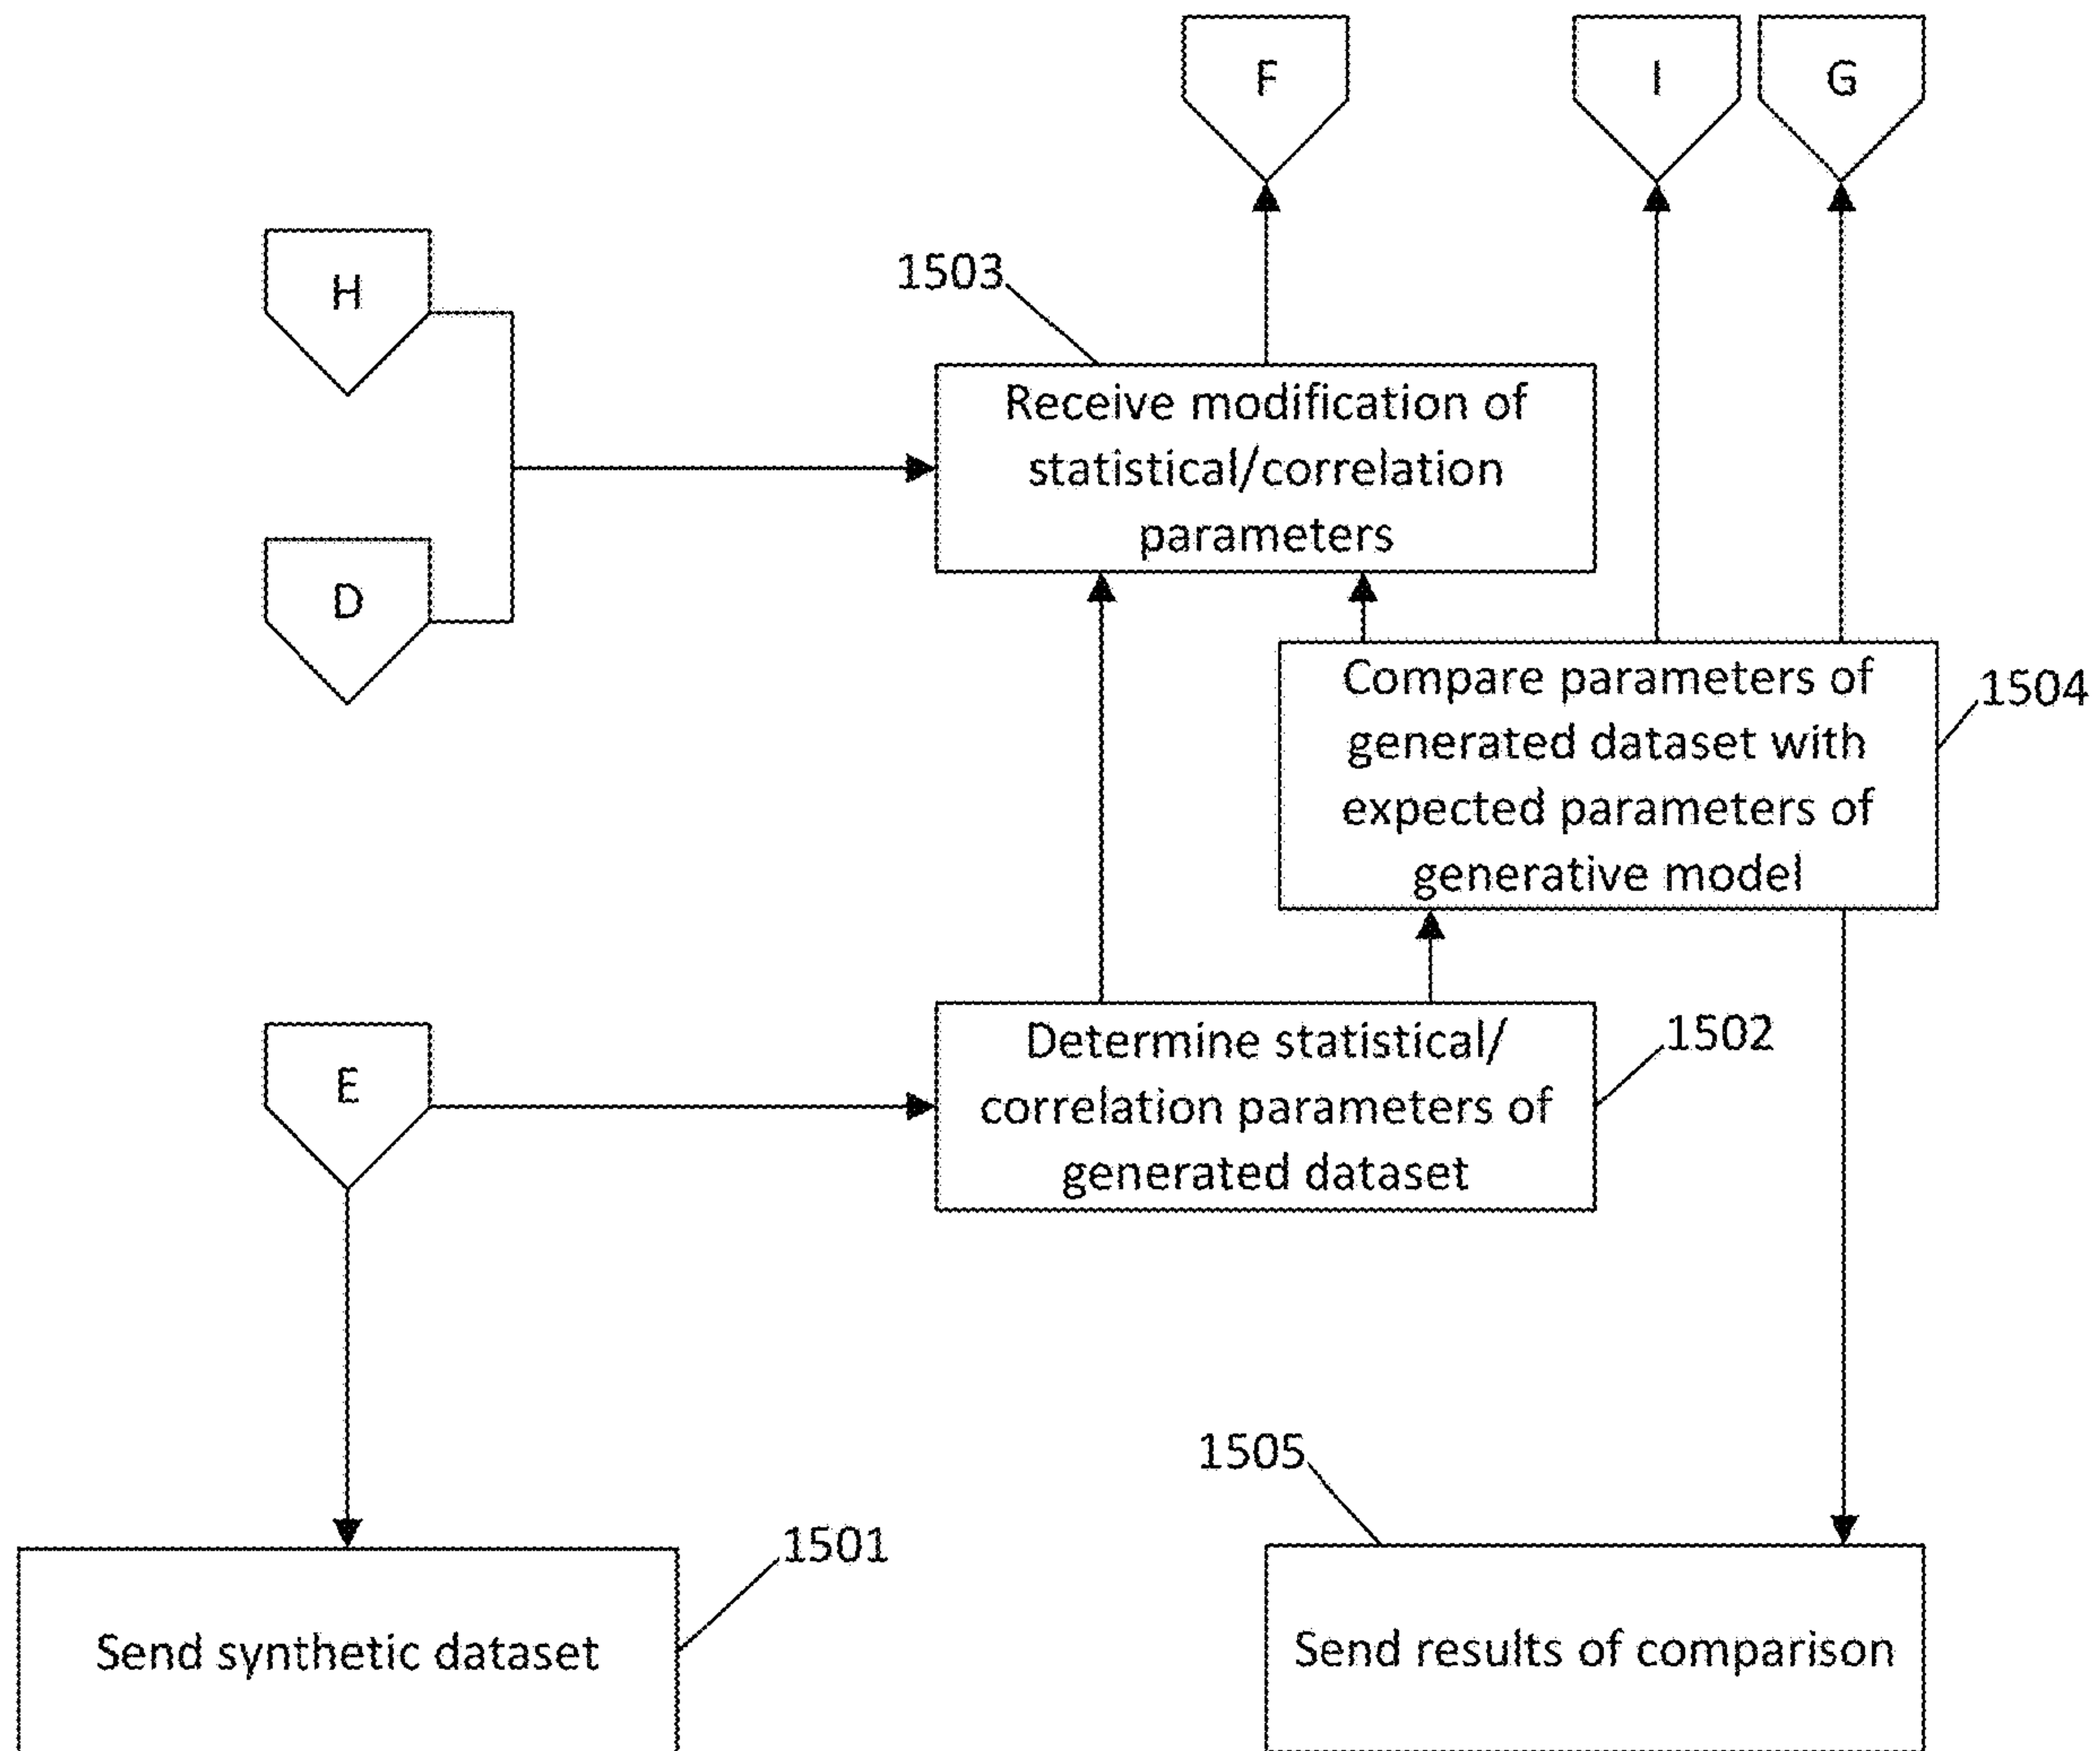 F
I
G
H
1503
Receive modification of
statistical/correlation
parameters
D
Compare parameters of
generated dataset with
expected parameters of
generative model
1504
E
Determine statistical/
correlation parameters of
generated dataset
1502
1505
1501
Send synthetic dataset
Send results of comparison